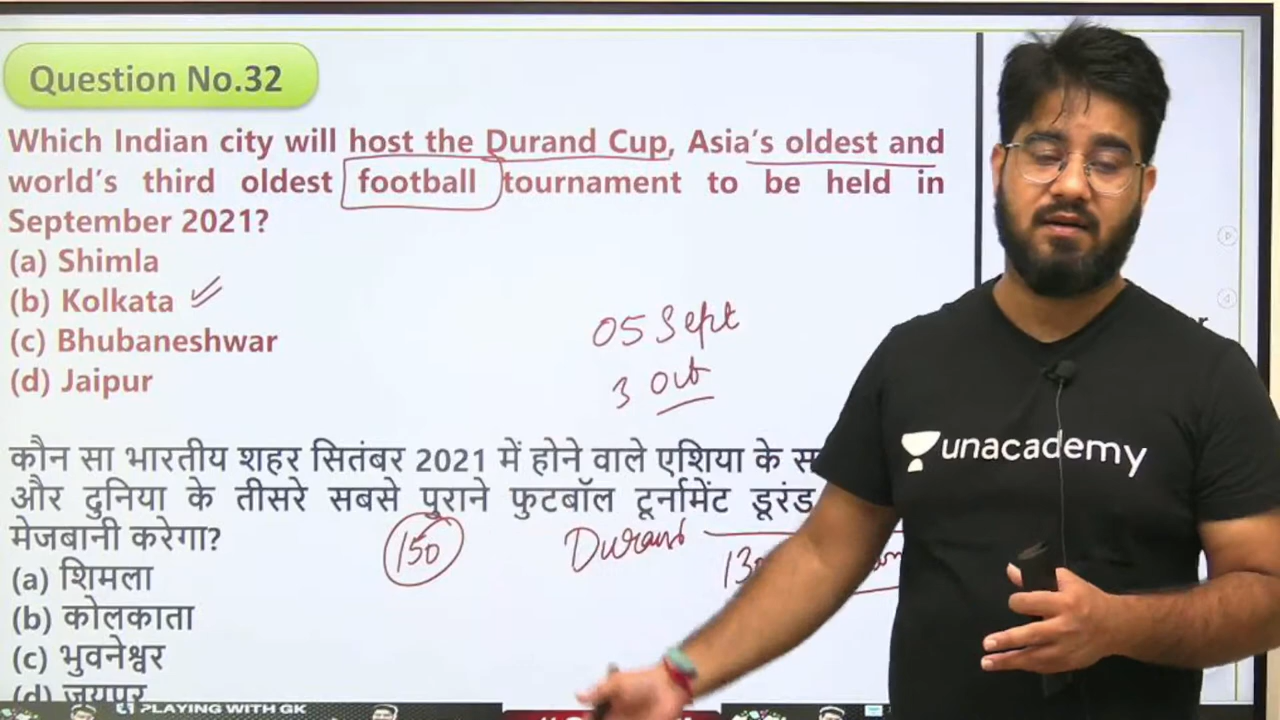 Question No.32
Which Indian city will host the Durand Cup, Asia's oldest and
world's third oldest football tournament to be held in
September 2021?
(a) Shimla
(b) Kolkata
(c) Bhubaneshwar
(d) Jaipur
05 Sept
3 Oct
कौन सा भारतीय शहर सितंबर 2021 में होने वाले एशिया के
और दुनिया के तीसरे सबसे पुराने फुटबॉल टूर्नामेंट डूरंड
मेजबानी करेगा?
150
Durand
(a) शिमला
(b) कोलकाता
(c) भुवनेश्वर
(d) जयपुर
unacademy
PLAYING WITH GK